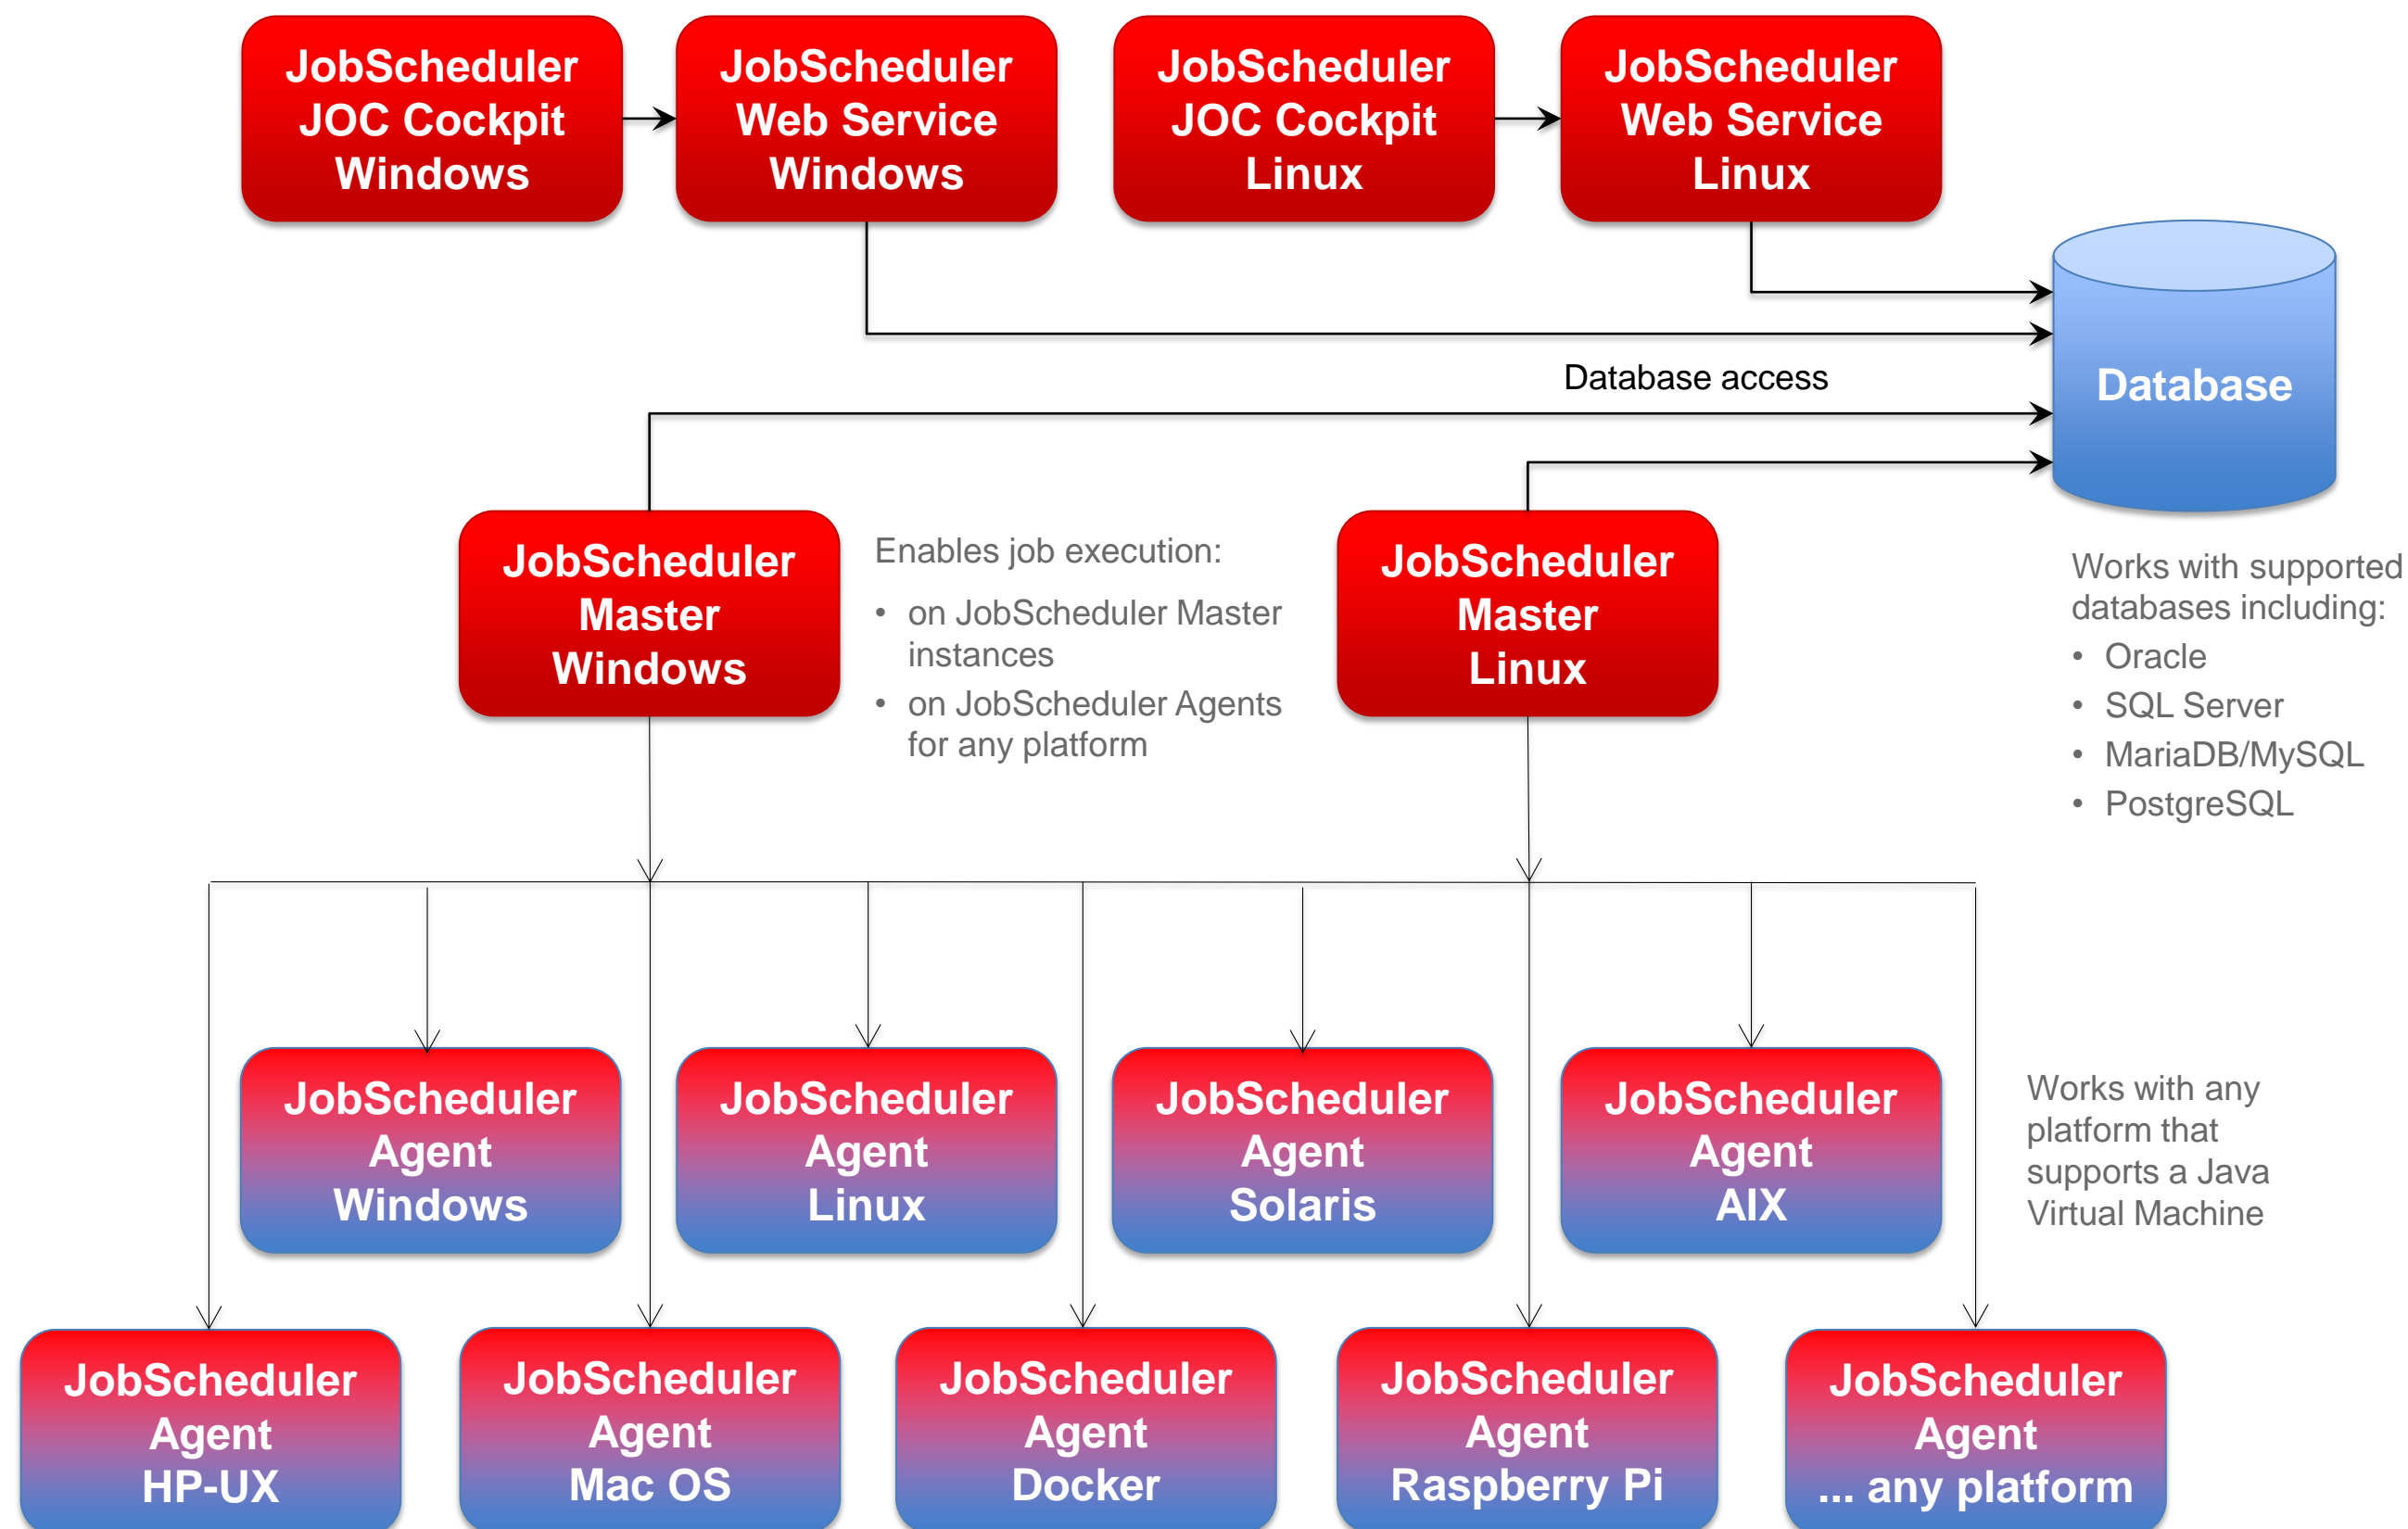 JobScheduler
JOC Cockpit
Windows
JobScheduler
Web Service
Windows
JobScheduler
JOC Cockpit
Linux
JobScheduler
Web Service
Linux
Database access
Database
JobScheduler
Master
Windows
Enables job execution:
• on JobScheduler Master
instances
• on JobScheduler Agents
for any platform
JobScheduler
Master
Linux
Works with supported
databases including:
• Oracle
• SQL Server
• MariaDB/MySQL
• PostgreSQL
JobScheduler
Agent
Windows
JobScheduler
Agent
Linux
JobScheduler
Agent
Solaris
JobScheduler
Agent
AIX
Works with any
platform that
supports a Java
Virtual Machine
JobScheduler
Agent
HP-UX
JobScheduler
Agent
Mac OS
JobScheduler
Agent
Docker
JobScheduler
Agent
Raspberry Pi
JobScheduler
Agent
... any platform